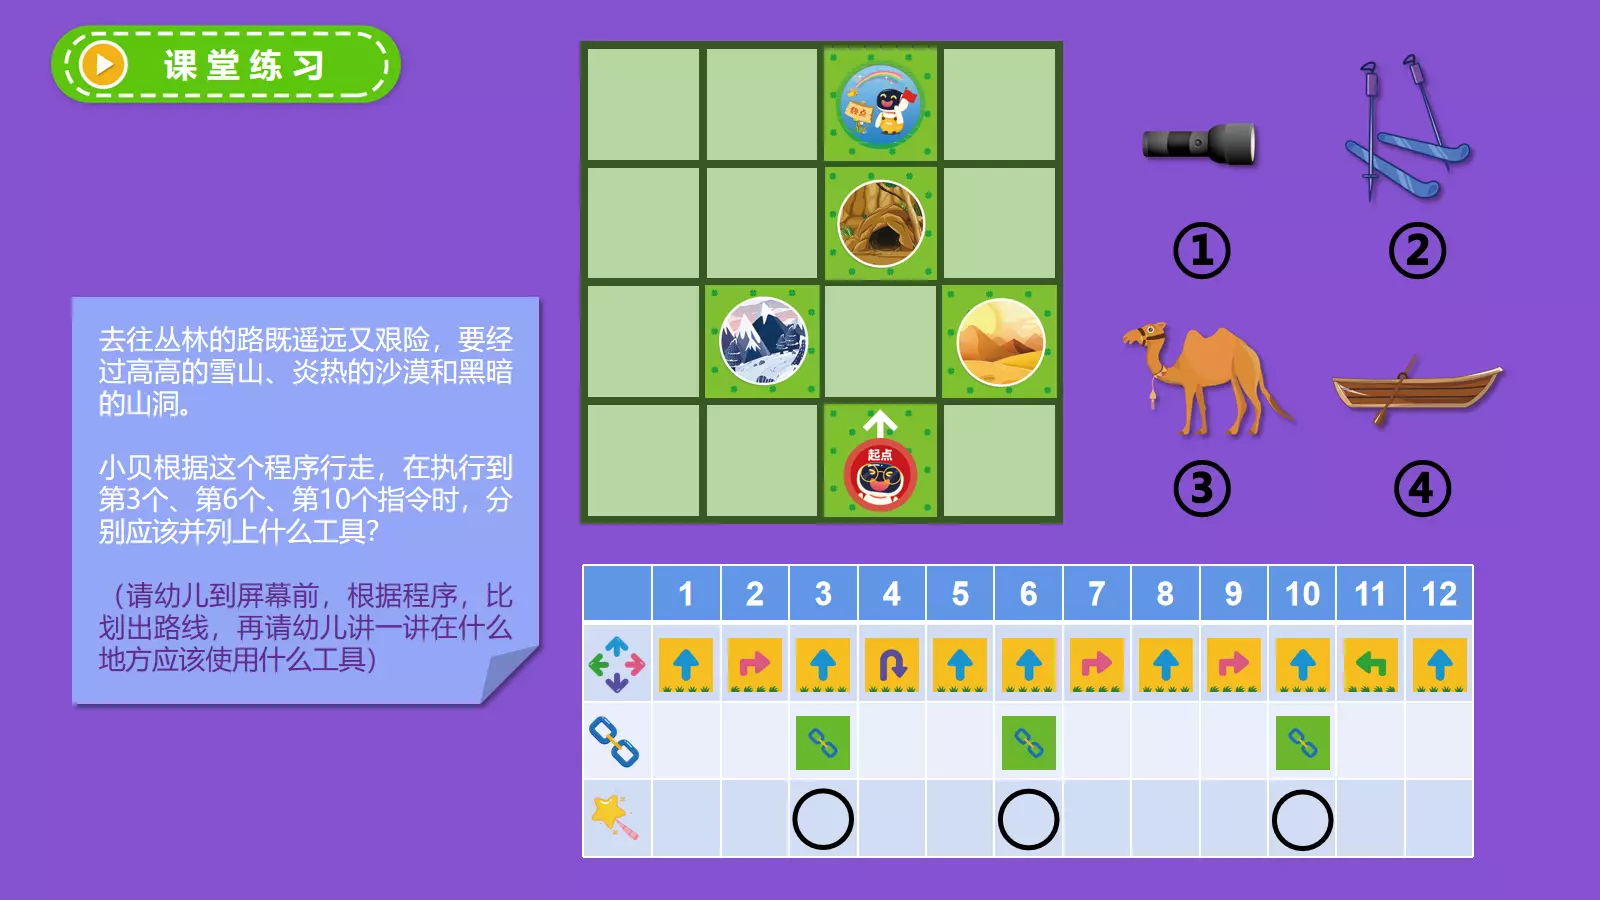 课堂练习
去往丛林的路既遥远又艰险，要经
过高高的雪山、炎热的沙漠和黑暗
的山洞。
小贝根据这个程序行走，在执行到
第3个、第6个、第10个指令时，分
别应该并列上什么工具？
（请幼儿到屏幕前，根据程序，比
划出路线，再请幼儿讲一讲在什么
地方应该使用什么工具）
终点
起点
① ②
③ ④
1 2 3 4 5 6 7 8 9 10 11 12